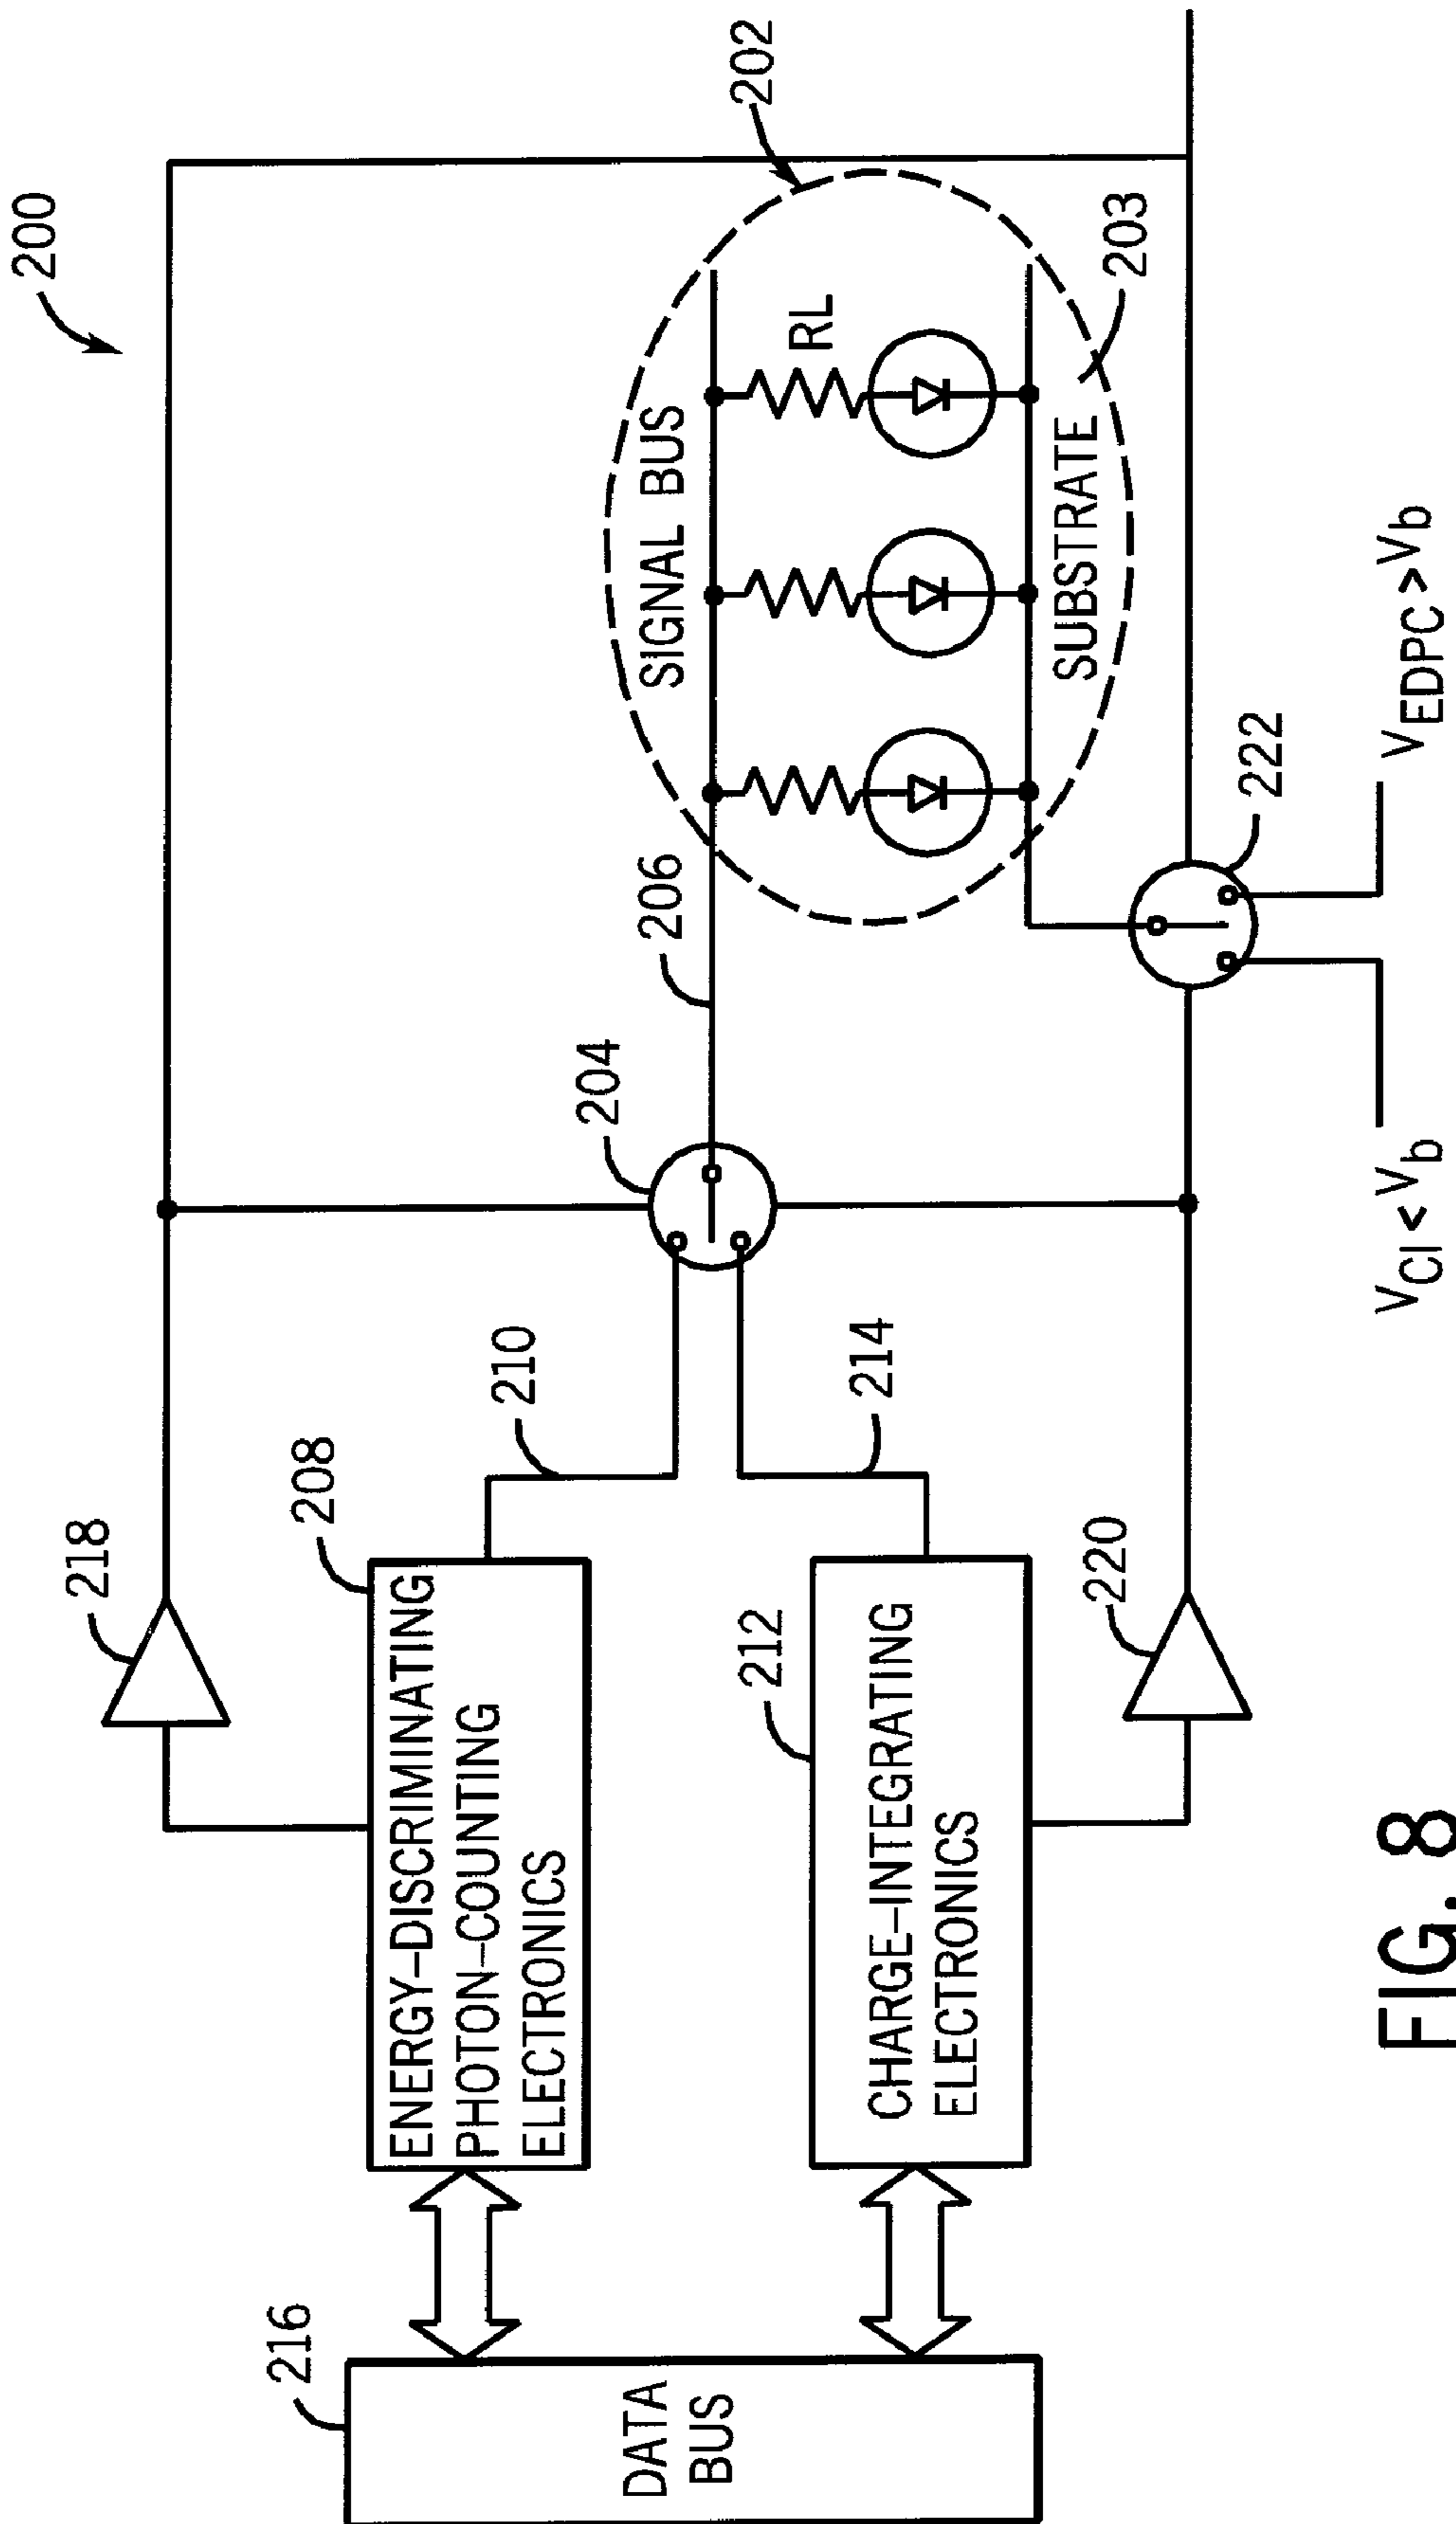 200
202
218
208
ENERGY–DISCRIMINATING
PHOTON–COUNTING
ELECTRONICS
210
204
206
SIGNAL BUS
RL
SUBSTRATE
203
216
DATA
BUS
212
CHARGE–INTEGRATING
ELECTRONICS
214
220
222
VCI < Vb
VEDPC > Vb
FIG. 8